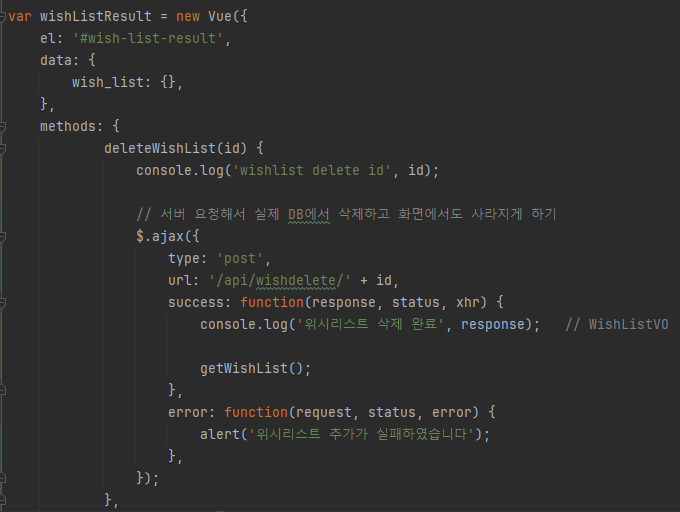 var wishListResult = new Vue({
    el: '#wish-list-result',
    data: {
        wish_list: {},
    },
    methods: {
            deleteWishList(id) {
                console.log('wishlist delete id', id);
                // 서버 요청해서 실제 DB에서 삭제하고 화면에서도 사라지게 하기
                $.ajax({
                    type: 'post',
                    url: '/api/wishdelete/' + id,
                    success: function(response, status, xhr) {
                        console.log('위시리스트 삭제 완료', response);   // WishListVO
                        getWishList();
                    },
                    error: function(request, status, error) {
                        alert('위시리스트 추가가 실패하였습니다');
                    },
                });
            },